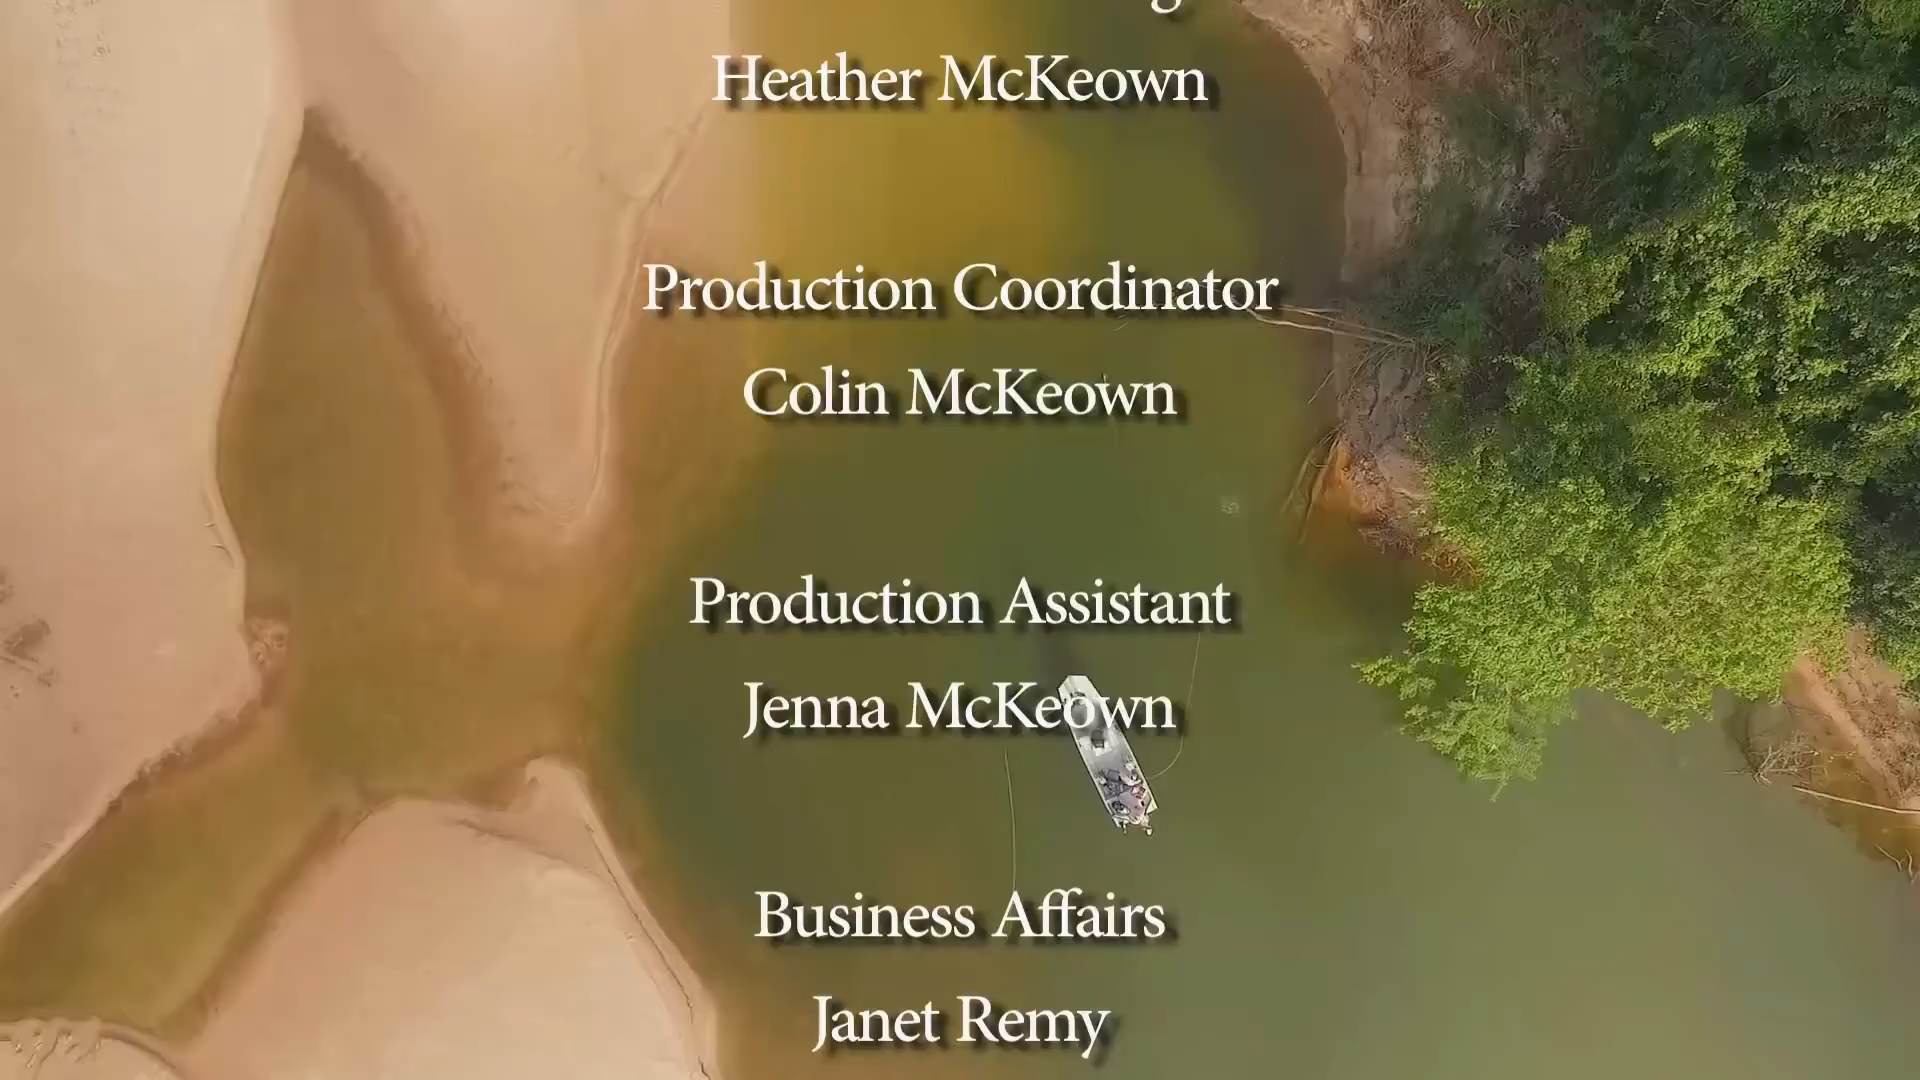 Heather McKeown
Production Coordinator
Colin McKeown
Production Assistant
Jenna McKeown
Business Affairs
Janet Remy